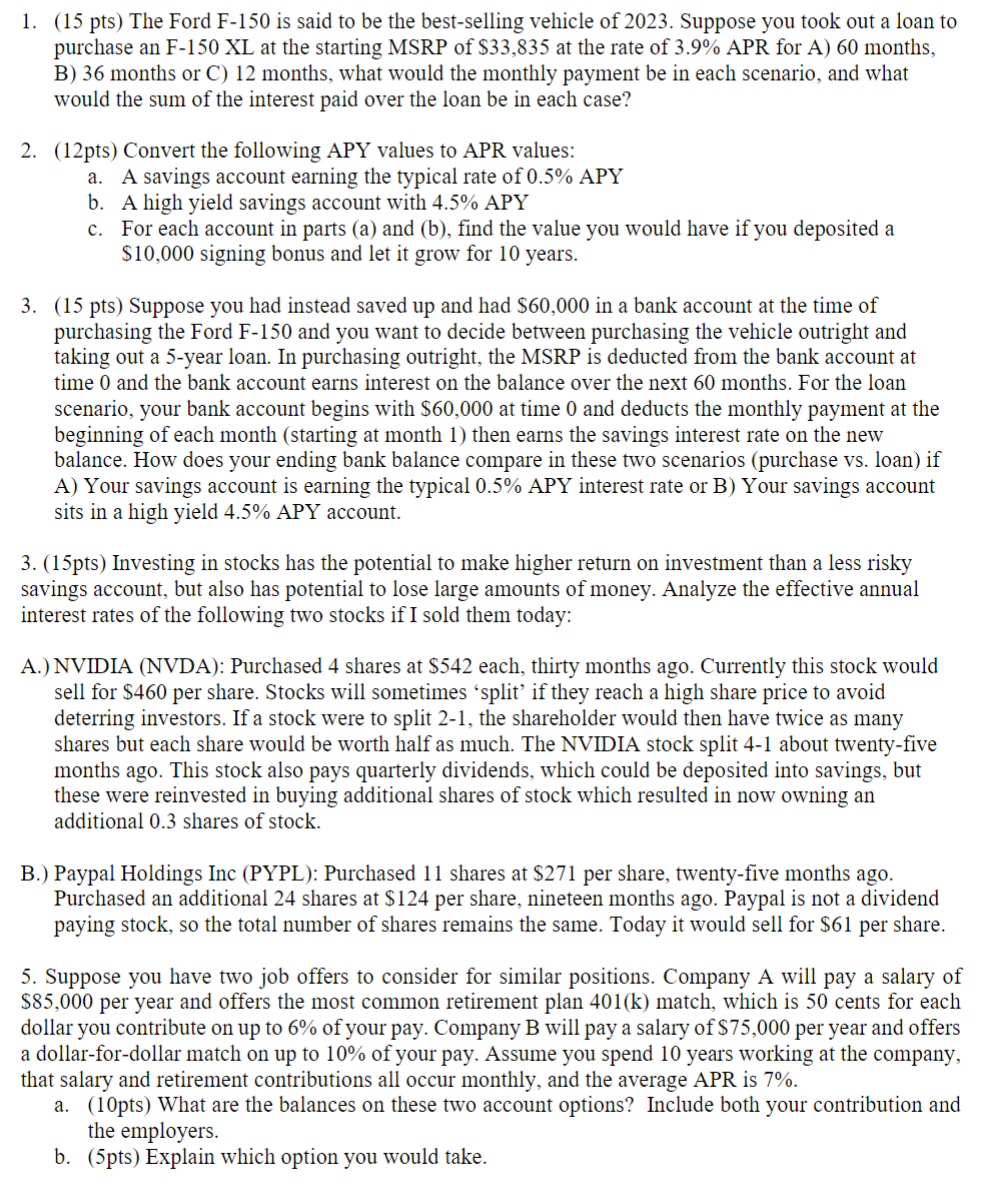 1. (15 pts) The Ford F-150 is said to be the best-selling vehicle of 2023. Suppose you took out a loan to
purchase an F-150 XL at the starting MSRP of $33,835 at the rate of 3.9% APR for A) 60 months,
B) 36 months or C) 12 months, what would the monthly payment be in each scenario, and what
would the sum of the interest paid over the loan be in each case?
2. (12pts) Convert the following APY values to APR values:
a. A savings account earning the typical rate of 0.5% APY
b. A high yield savings account with 4.5% APY
c. For each account in parts (a) and (b), find the value you would have if you deposited a
$10,000 signing bonus and let it grow for 10 years.
3. (15 pts) Suppose you had instead saved up and had $60,000 in a bank account at the time of
purchasing the Ford F-150 and you want to decide between purchasing the vehicle outright and
taking out a 5-year loan. In purchasing outright, the MSRP is deducted from the bank account at
time 0 and the bank account earns interest on the balance over the next 60 months. For the loan
scenario, your bank account begins with $60,000 at time 0 and deducts the monthly payment at the
beginning of each month (starting at month 1) then earns the savings interest rate on the new
balance. How does your ending bank balance compare in these two scenarios (purchase vs. loan) if
A) Your savings account is earning the typical 0.5% APY interest rate or B) Your savings account
sits in a high yield 4.5% APY account.
3. (15pts) Investing in stocks has the potential to make higher return on investment than a less risky
savings account, but also has potential to lose large amounts of money. Analyze the effective annual
interest rates of the following two stocks if I sold them today:
A.) NVIDIA (NVDA): Purchased 4 shares at $542 each, thirty months ago. Currently this stock would
sell for $460 per share. Stocks will sometimes ‘split’ if they reach a high share price to avoid
deterring investors. If a stock were to split 2-1, the shareholder would then have twice as many
shares but each share would be worth half as much. The NVIDIA stock split 4-1 about twenty-five
months ago. This stock also pays quarterly dividends, which could be deposited into savings, but
these were reinvested in buying additional shares of stock which resulted in now owning an
additional 0.3 shares of stock.
B.) Paypal Holdings Inc (PYPL): Purchased 11 shares at $271 per share, twenty-five months ago.
Purchased an additional 24 shares at $124 per share, nineteen months ago. Paypal is not a dividend
paying stock, so the total number of shares remains the same. Today it would sell for $61 per share.
5. Suppose you have two job offers to consider for similar positions. Company A will pay a salary of
$85,000 per year and offers the most common retirement plan 401(k) match, which is 50 cents for each
dollar you contribute on up to 6% of your pay. Company B will pay a salary of $75,000 per year and offers
a dollar-for-dollar match on up to 10% of your pay. Assume you spend 10 years working at the company,
that salary and retirement contributions all occur monthly, and the average APR is 7%.
a. (10pts) What are the balances on these two account options? Include both your contribution and
the employers.
b. (5pts) Explain which option you would take.